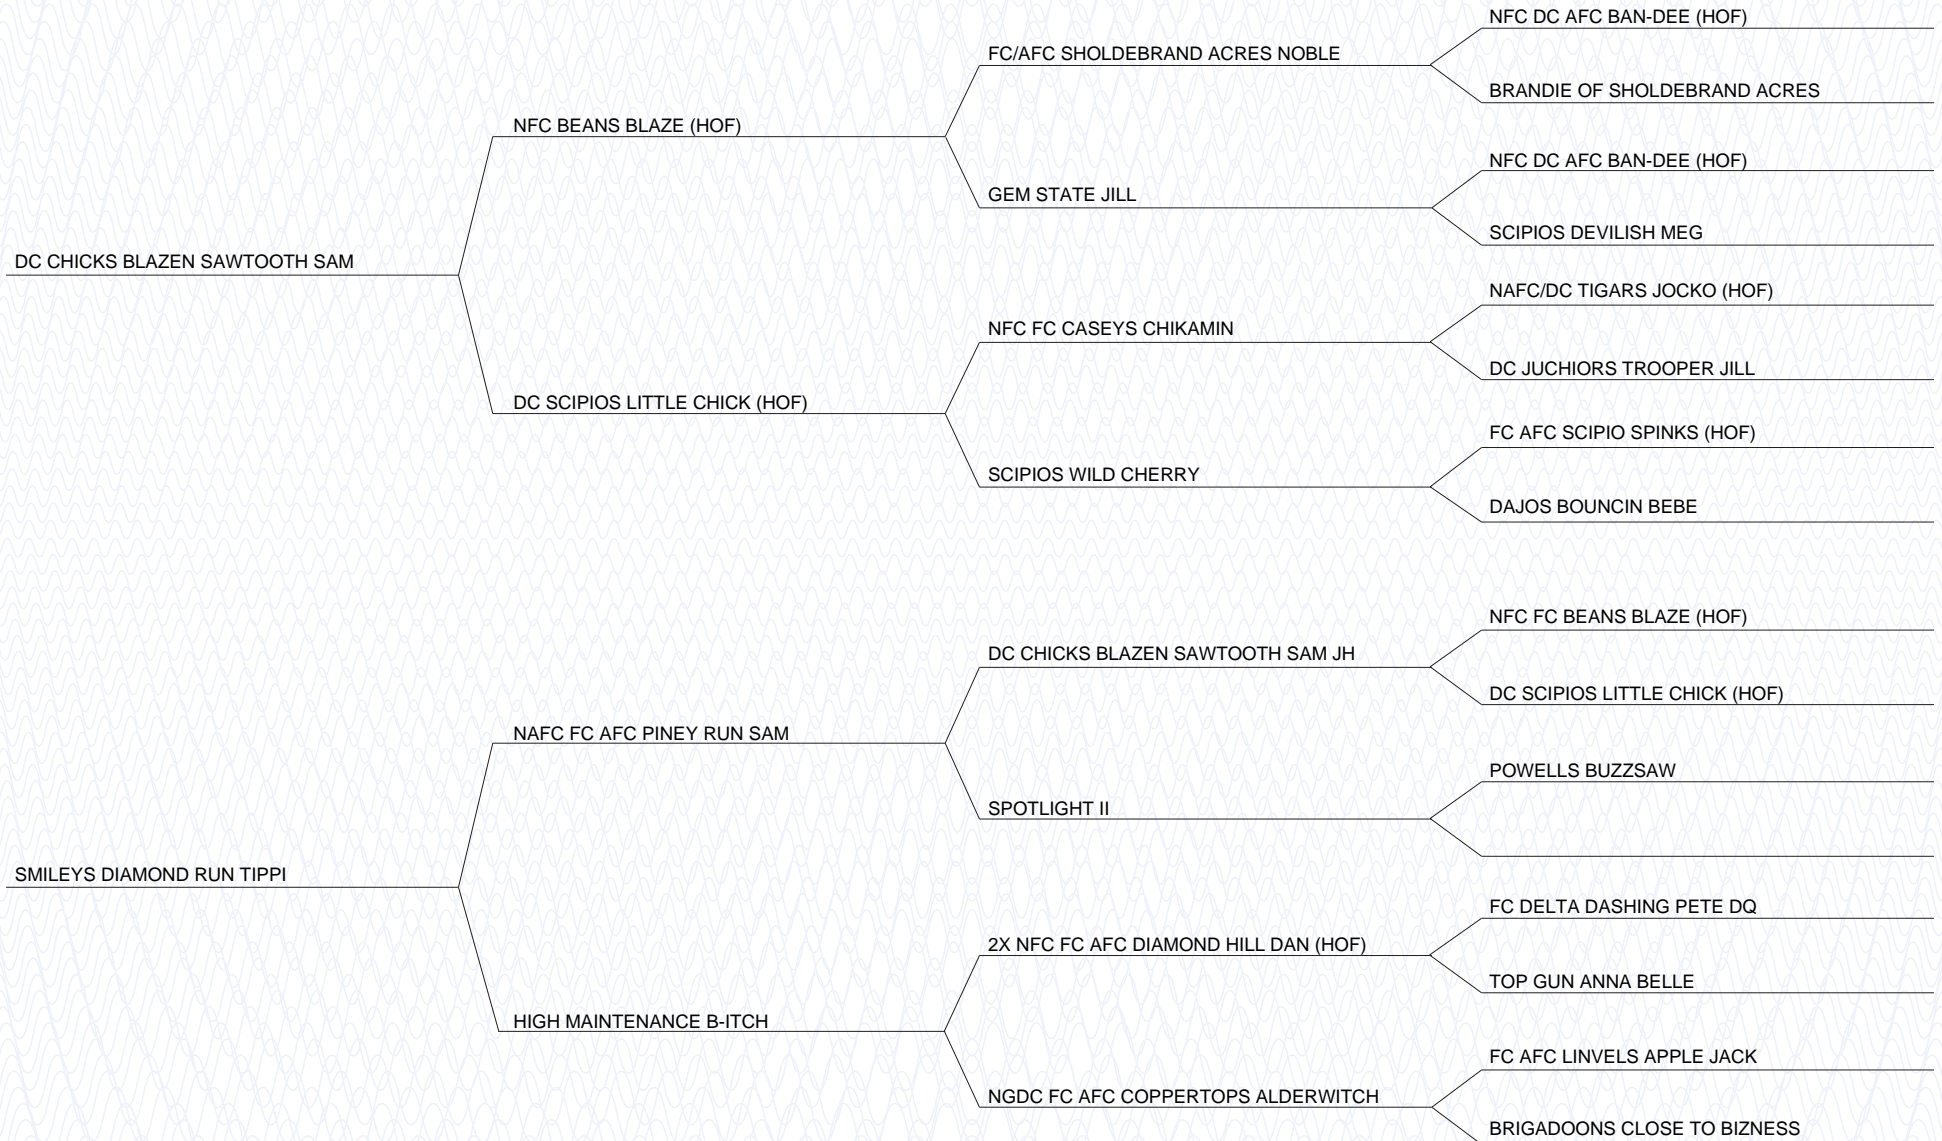 NFC DC AFC BAN-DEE (HOF)
FC/AFC SHOLDEBRAND ACRES NOBLE
BRANDIE OF SHOLDEBRAND ACRES
NFC BEANS BLAZE (HOF)
NFC DC AFC BAN-DEE (HOF)
GEM STATE JILL
SCIPIOS DEVILISH MEG
DC CHICKS BLAZEN SAWTOOTH SAM
NAFC/DC TIGARS JOCKO (HOF)
NFC FC CASEYS CHIKAMIN
DC JUCHIORS TROOPER JILL
DC SCIPIOS LITTLE CHICK (HOF)
FC AFC SCIPIO SPINKS (HOF)
SCIPIOS WILD CHERRY
DAJOS BOUNCIN BEBE
NFC FC BEANS BLAZE (HOF)
DC CHICKS BLAZEN SAWTOOTH SAM JH
DC SCIPIOS LITTLE CHICK (HOF)
NAFC FC AFC PINEY RUN SAM
POWELLS BUZZSAW
SPOTLIGHT II
SMILEYS DIAMOND RUN TIPPI
FC DELTA DASHING PETE DQ
2X NFC FC AFC DIAMOND HILL DAN (HOF)
TOP GUN ANNA BELLE
HIGH MAINTENANCE B-ITCH
FC AFC LINVELS APPLE JACK
NGDC FC AFC COPPERTOPS ALDERWITCH
BRIGADOONS CLOSE TO BIZNESS